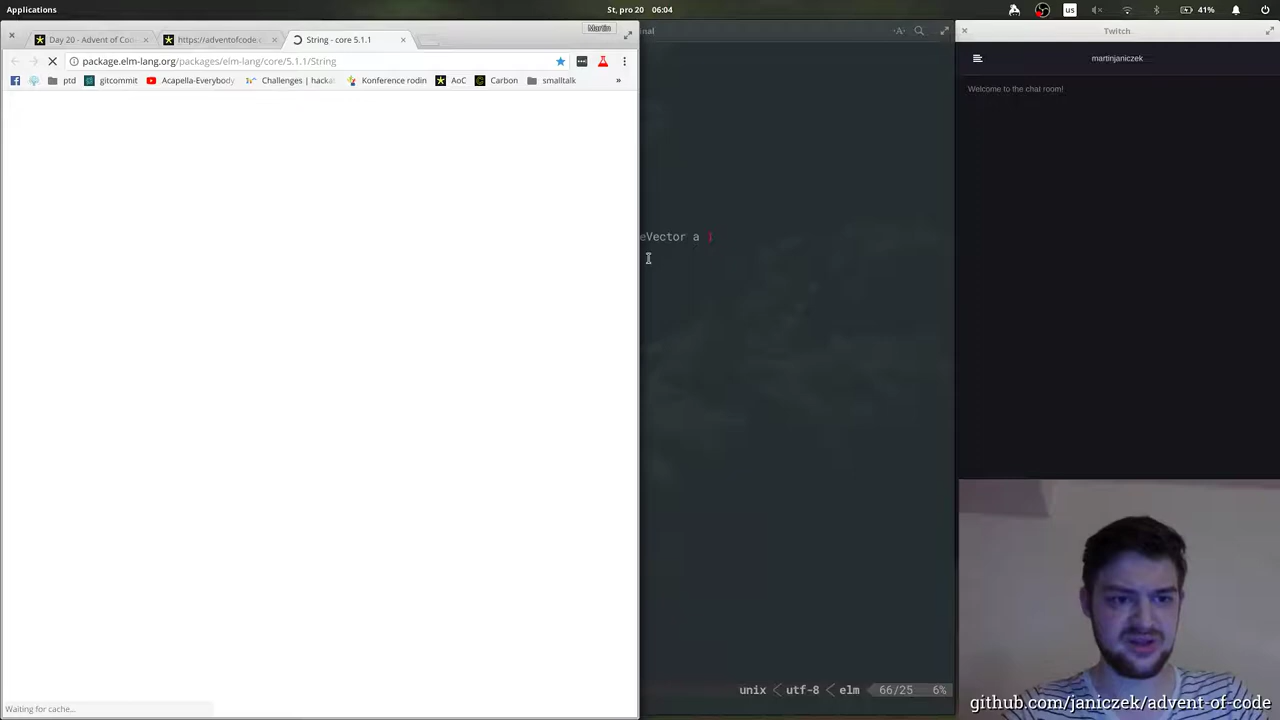 Applications
St, pro 20 06:04
us
41%
Martin
Day 20 - Advent of Co
https://adventofcode.
String - core 5.1.1
package.elm-lang.org/packages/elm-lang/core/5.1.1/String
ptd
gitcommit
Acapella-Everybody
Challenges | hacka
Konference rodin
AoC
Carbon
smalltalk
»
Waiting for cache...
nal
A
eVector a )
unix < utf-8 < elm 66/25 6%
Twitch
martinjaniczek
Welcome to the chat room!
github.com/janiczek/advent-of-code